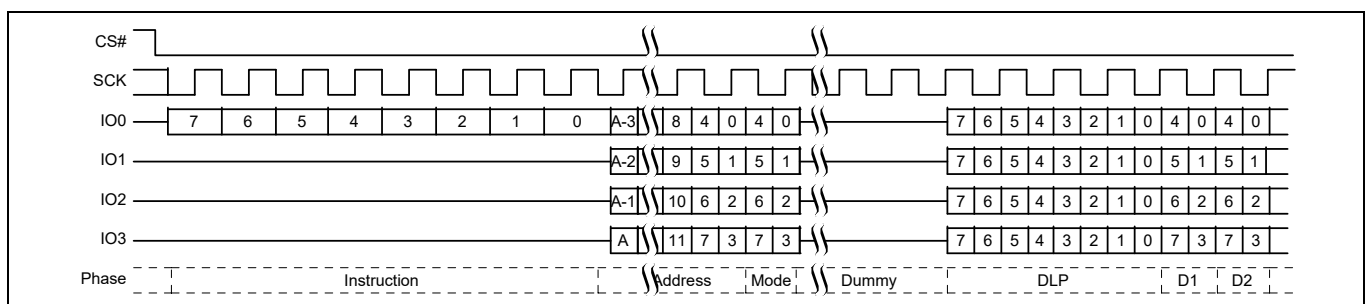 CS#
SCK
IO0 7 6 5 4 3 2 1 0 A-3 8 4 0 4 0 7 6 5 4 3 2 1 0 4 0 4 0
IO1 A-2 9 5 1 5 1 7 6 5 4 3 2 1 0 5 1 5 1
IO2 A-1 10 6 2 6 2 7 6 5 4 3 2 1 0 6 2 6 2
IO3 A 11 7 3 7 3 7 6 5 4 3 2 1 0 7 3 7 3
Phase Instruction Address Mode Dummy DLP D1 D2